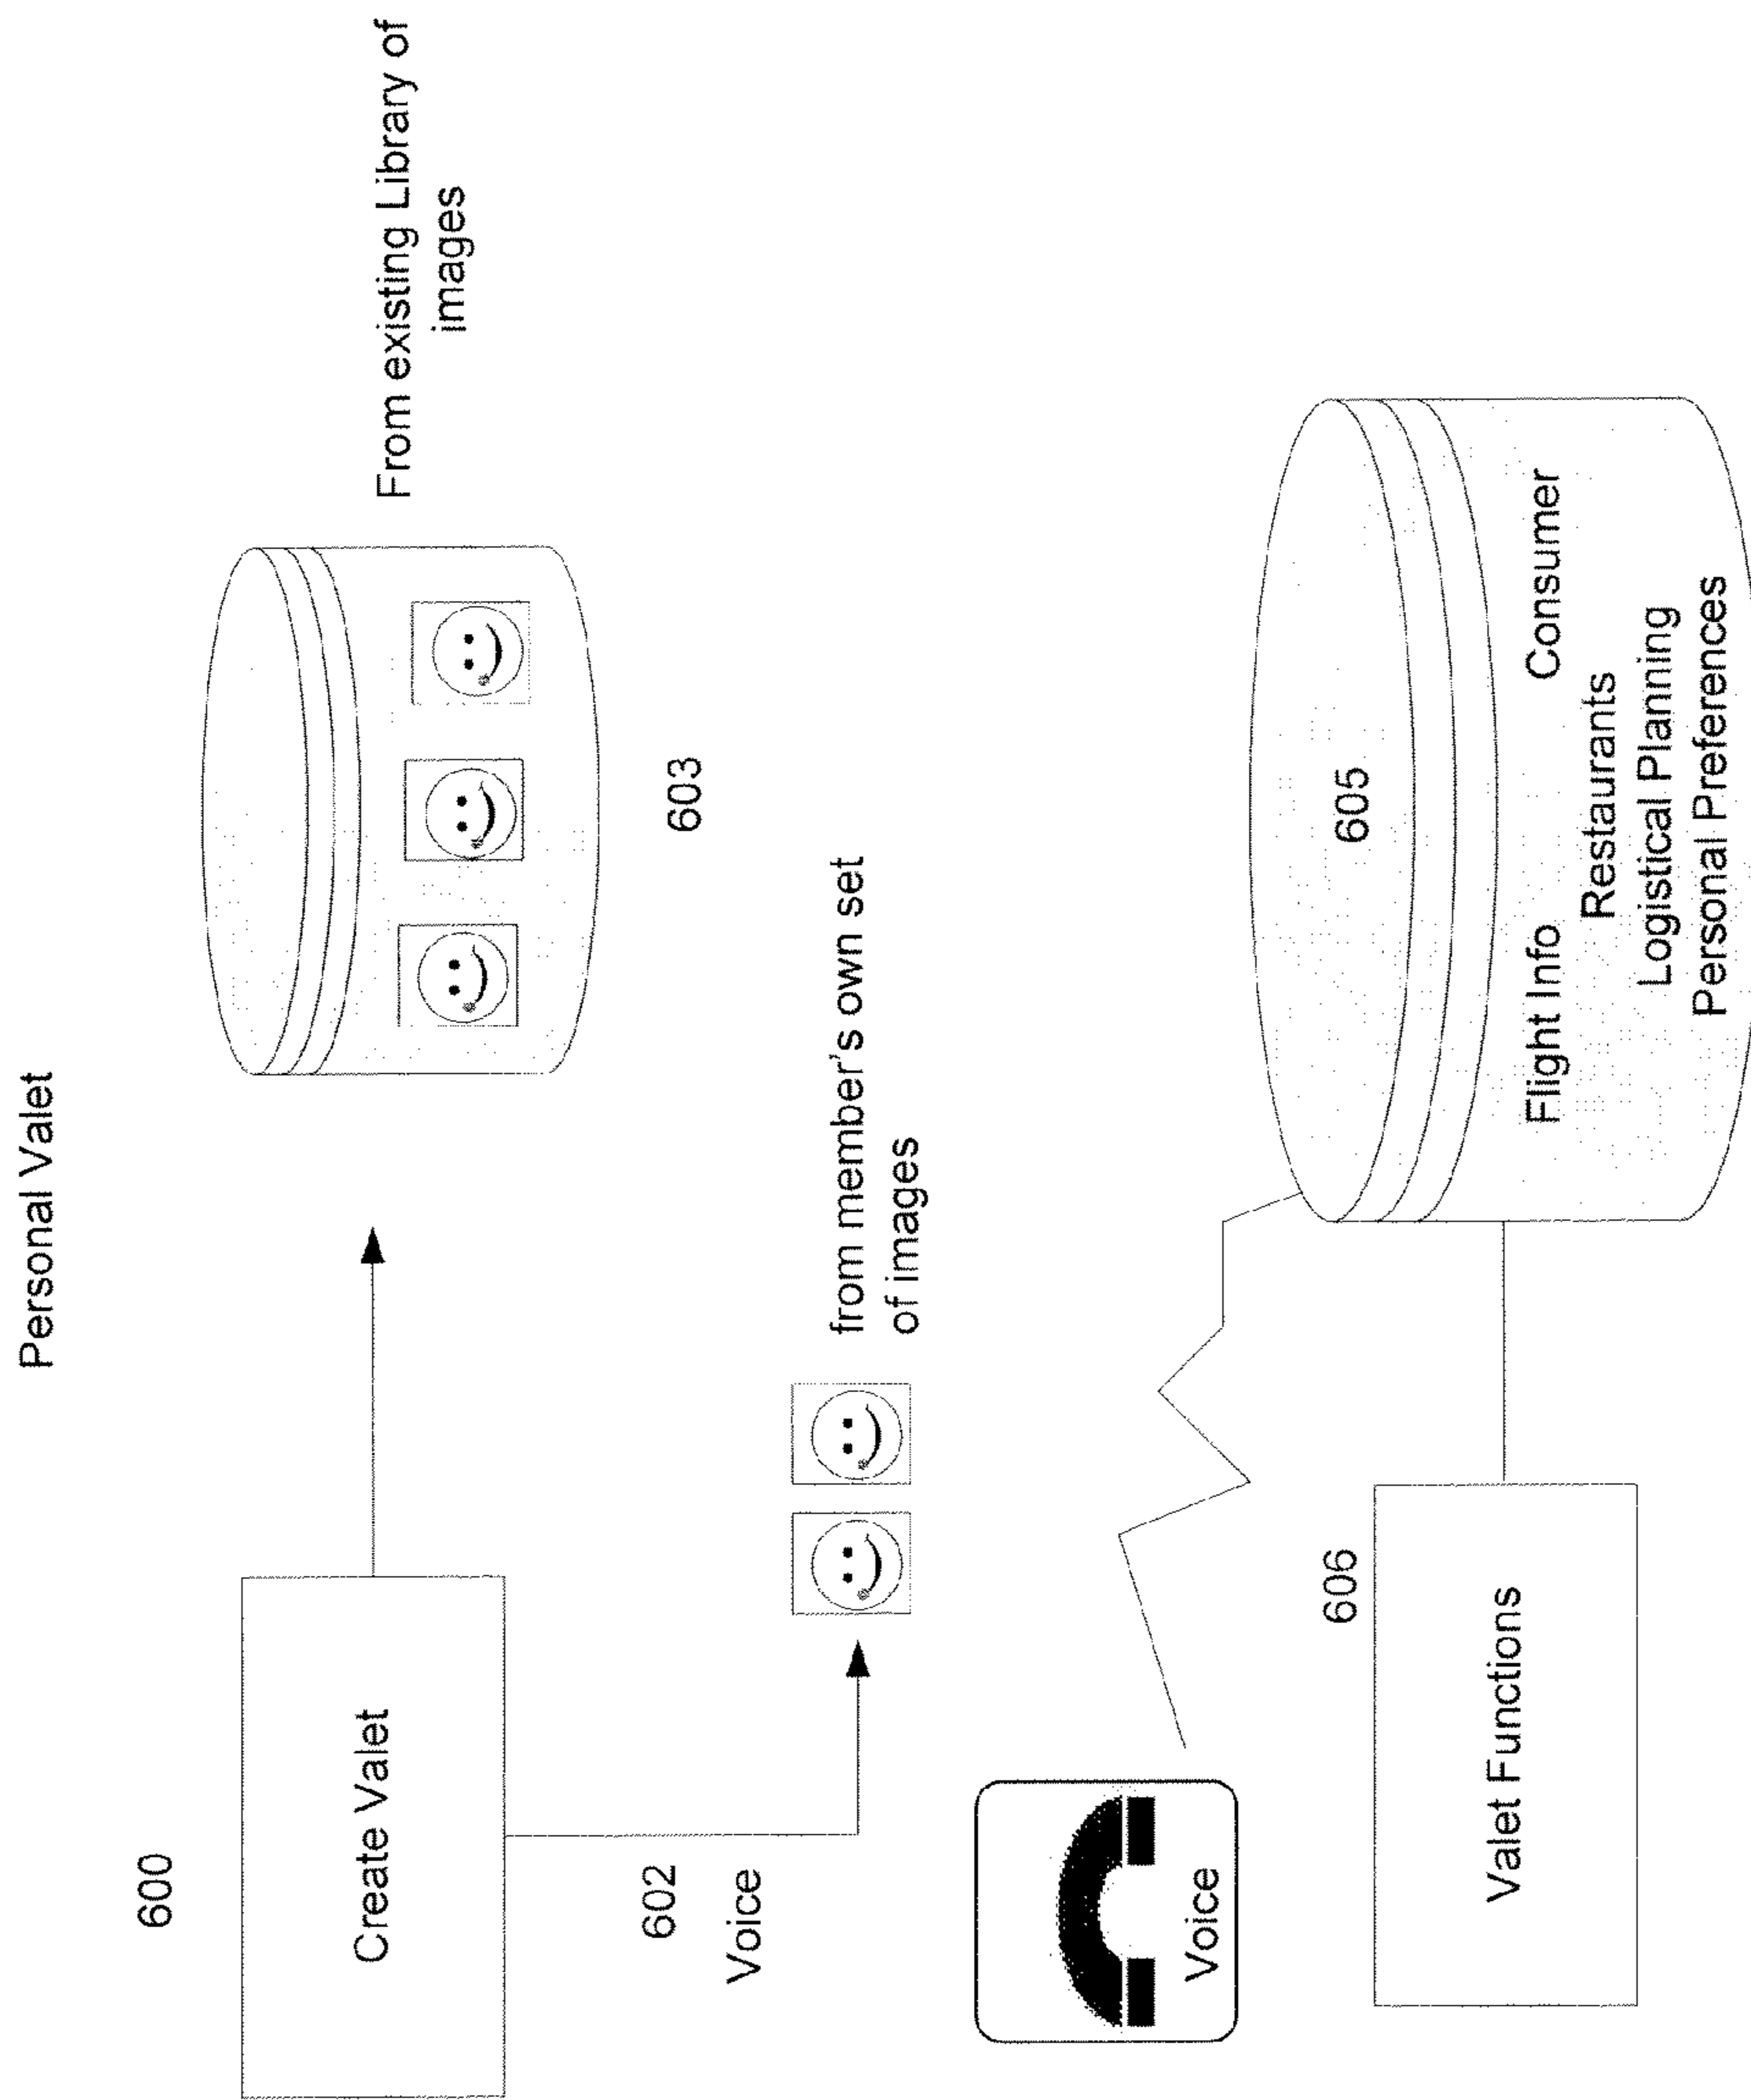 Personal Valet
600
Create Valet
From existing Library of
images
603
602
Voice
from member's own set
of images
Voice
605
Flight Info
Consumer
Restaurants
Logistical Planning
Personal Preferences
606
Valet Functions